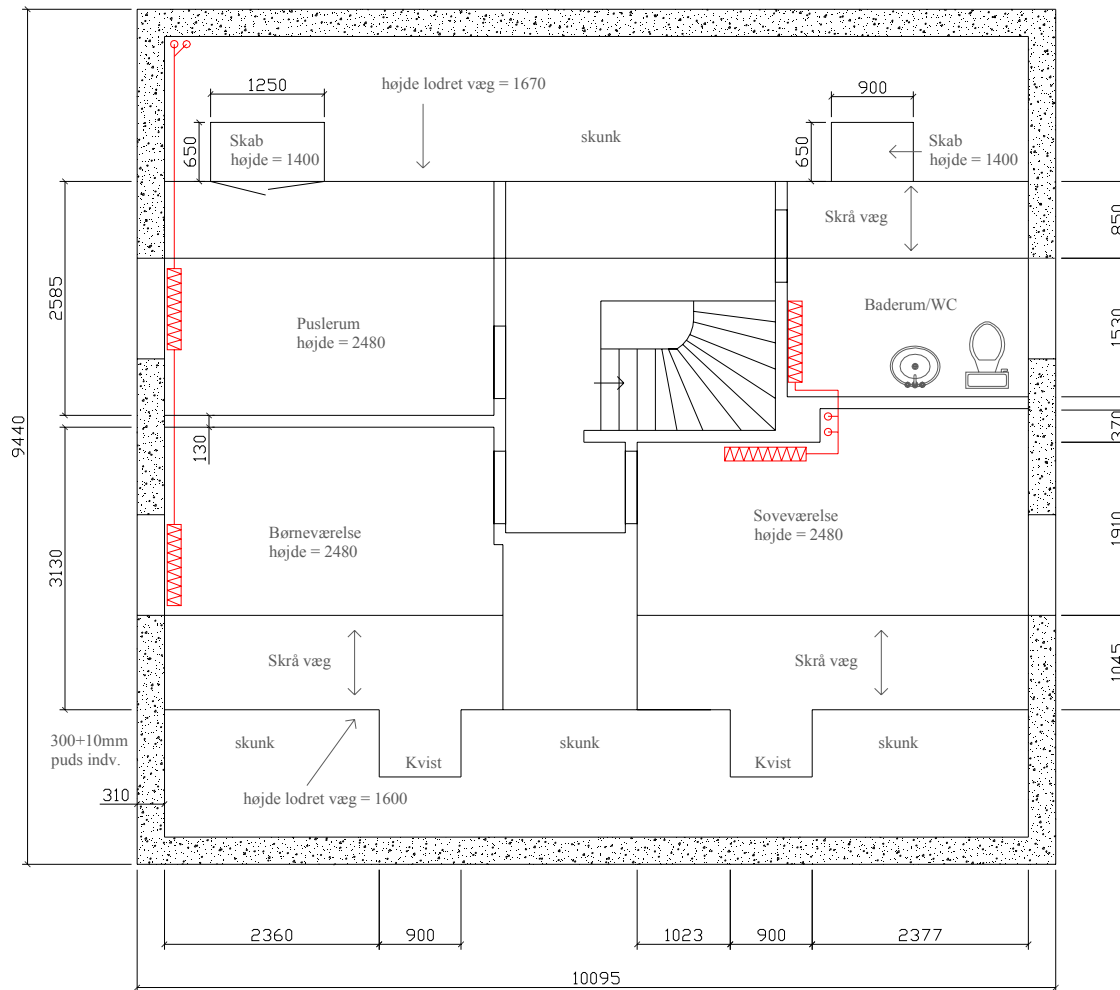 højde lodret væg = 1670
1250
900
Skab
højde = 1400
650
skunk
650
Skab
højde = 1400
Skrå væg
850
2585
Puslerum
højde = 2480
Baderum/WC
1530
9440
130
370
Børneværelse
højde = 2480
Soveværelse
højde = 2480
1910
3130
Skrå væg
Skrå væg
1045
300+10mm
puds indv.
skunk
Kvist
skunk
Kvist
skunk
310
højde lodret væg = 1600
2360
900
1023
900
2377
10095